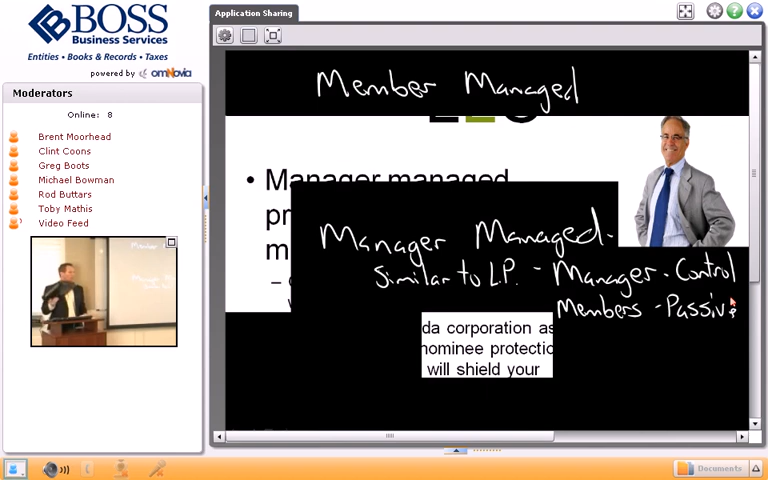 BOSS
Business Services
Entities • Books & Records • Taxes
powered by omNovia
Application Sharing
Moderators
Online: 8
Brent Moorhead
Clint Coons
Greg Boots
Michael Bowman
Rod Buttars
Toby Mathis
Video Feed
Member Managed
• Manager managed
pr
m
Manager Managed.
Similar to L.P. - Manager - Control
Members - Passive
da corporation as
nominee protectio
will shield your
Documents